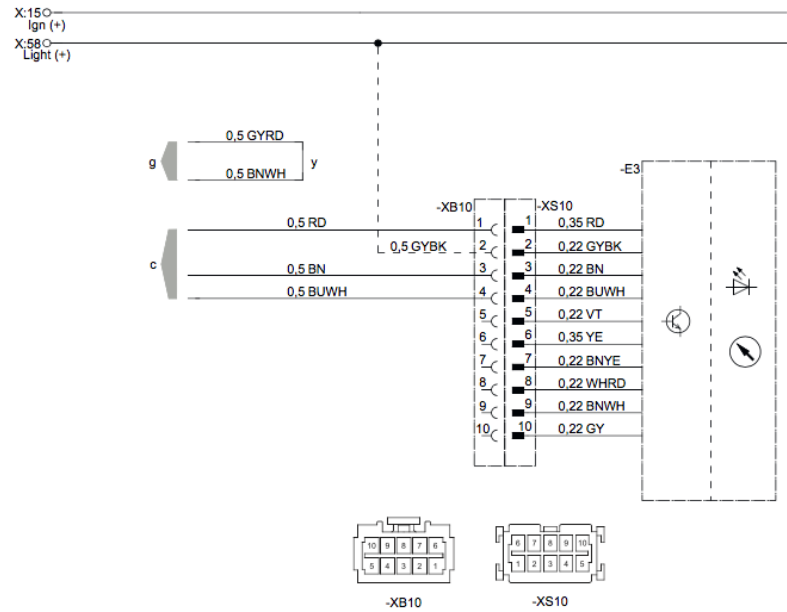 X:15
Ign (+)
X:58
Light (+)
0,5 GYRD
g
y
0,5 BNWH
-E3
-XB10
-XS10
0,5 RD
1
1
0,35 RD
0,5 GYBK
2
2
0,22 GYBK
c
0,5 BN
3
3
0,22 BN
0,5 BUWH
4
4
0,22 BUWH
5
5
0,22 VT
6
6
0,35 YE
7
7
0,22 BNYE
8
8
0,22 WHRD
9
9
0,22 BNWH
10
10
0,22 GY
10 9 8 7 6
5 4 3 2 1
6 7 8 9 10
1 2 3 4 5
-XB10
-XS10